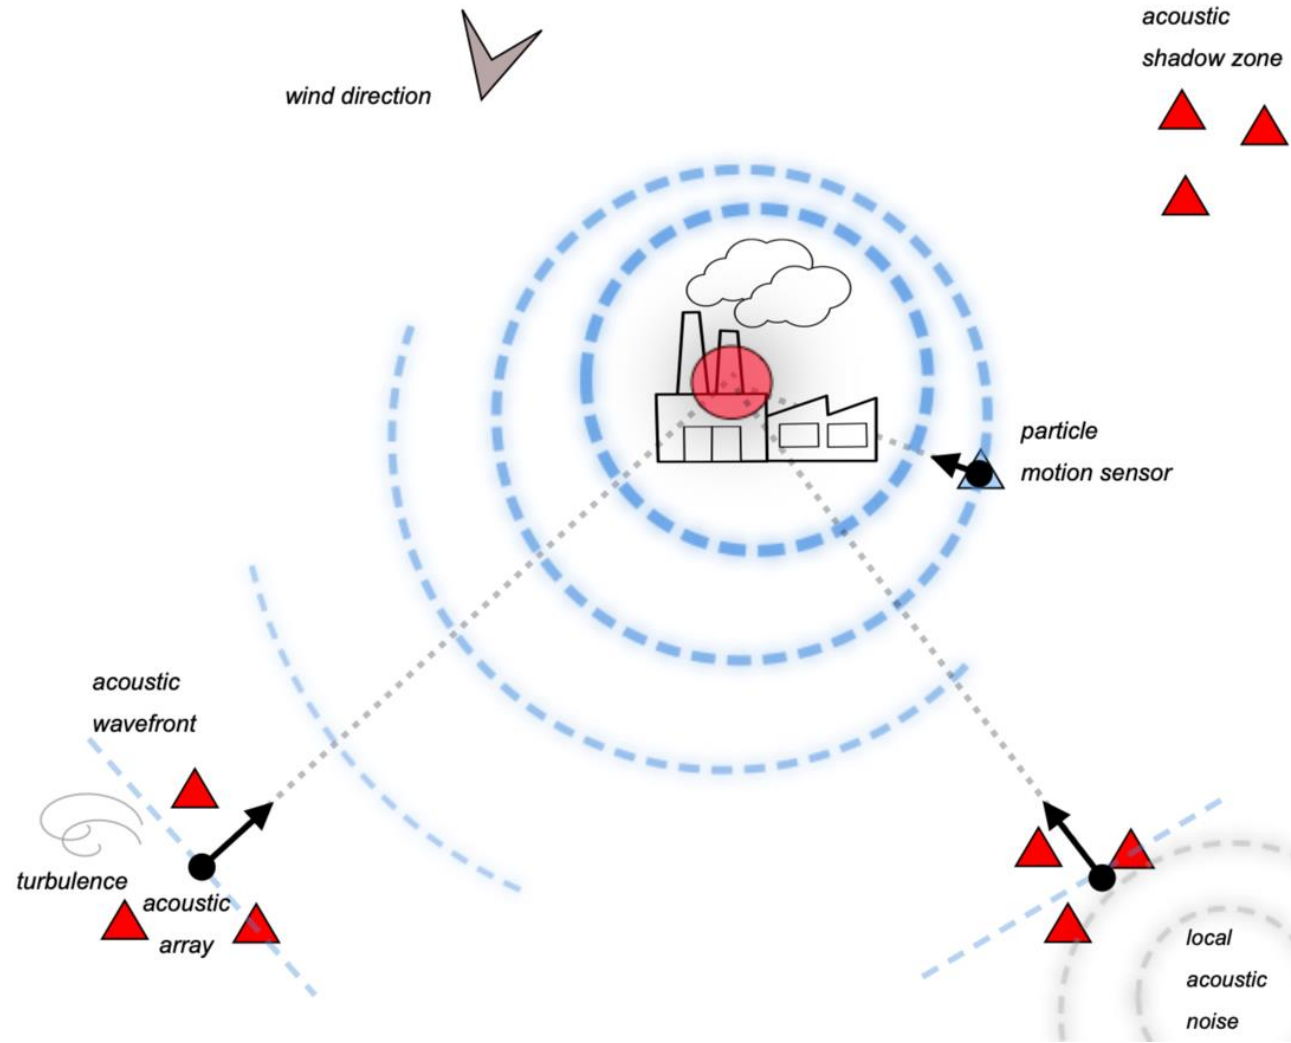 acoustic
shadow zone
wind direction
particle
motion sensor
acoustic
wavefront
turbulence
acoustic
array
local
acoustic
noise